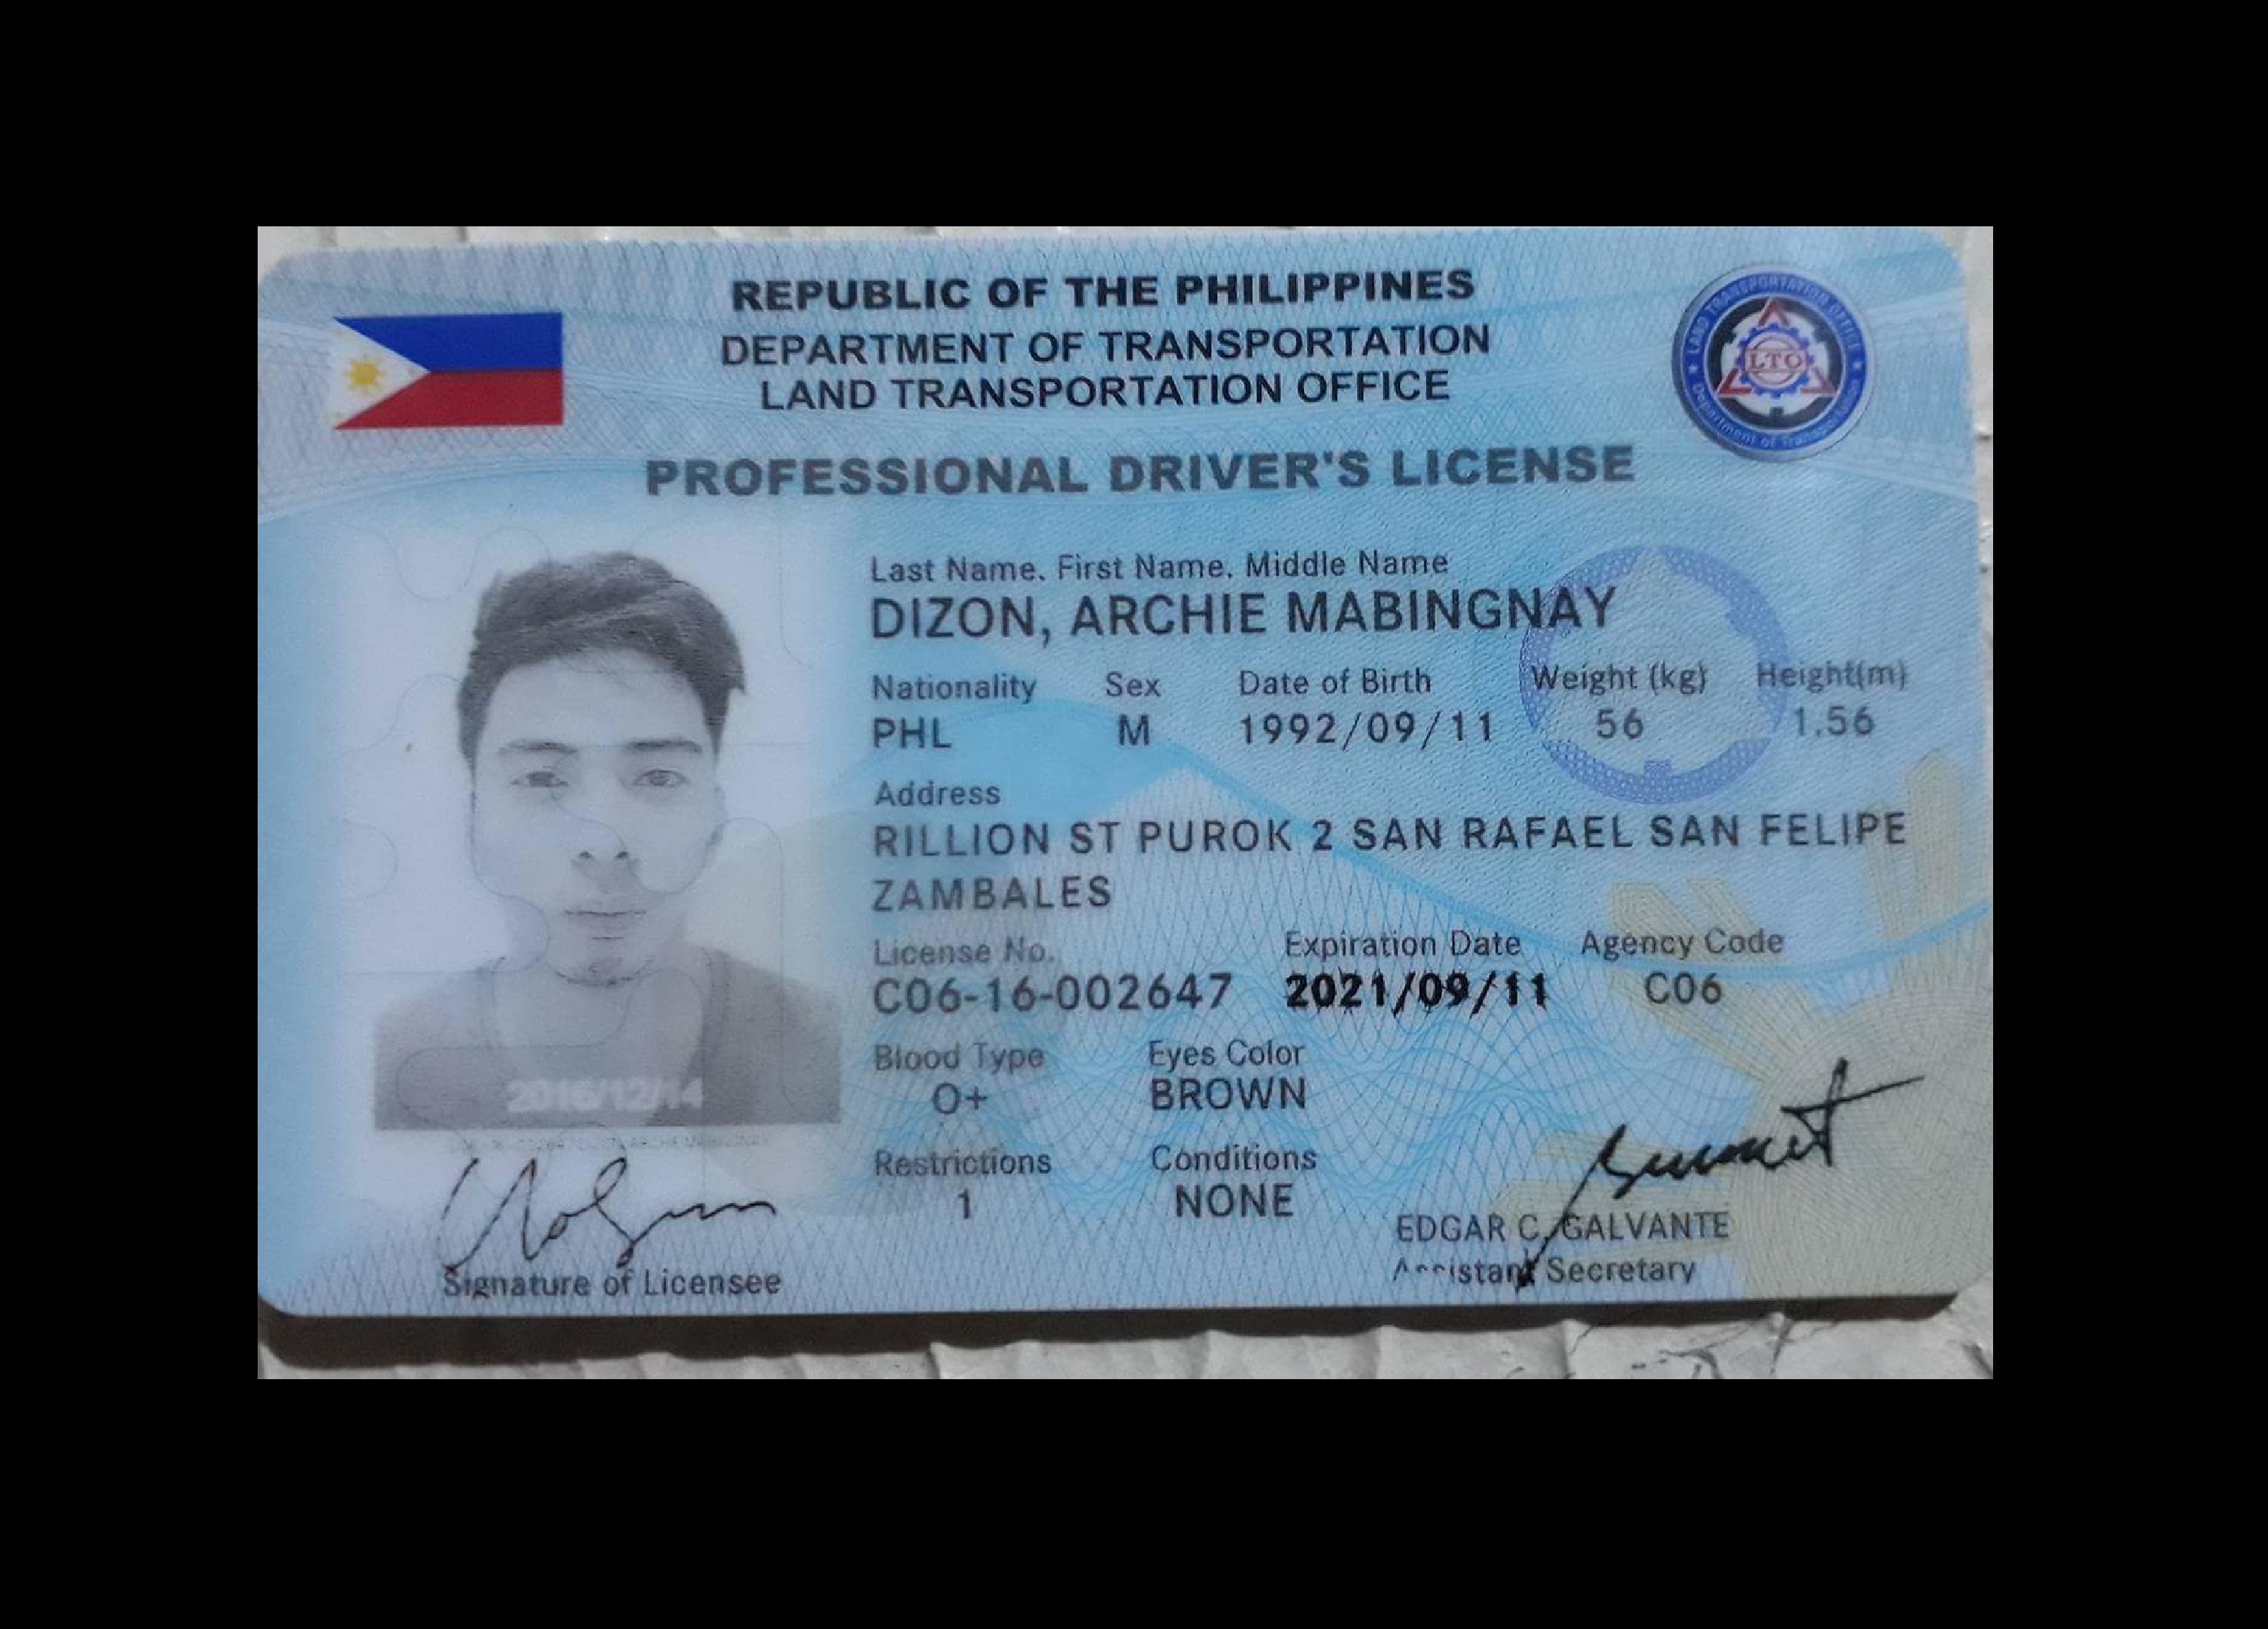 REPUBLIC OF THE PHILIPPINES
DEPARTMENT OF TRANSPORTATION
LAND TRANSPORTATION OFFICE
LAND TRANSPORTATION OFFICE
LTO
Department of Transportation
PROFESSIONAL DRIVER'S LICENSE
Last Name, First Name, Middle Name
DIZON, ARCHIE MABINGNAY
Nationality Sex Date of Birth Weight (kg) Height(m)
PHL M 1992/09/11 56 1.56
Address
RILLION ST PUROK 2 SAN RAFAEL SAN FELIPE
ZAMBALES
License No. Expiration Date Agency Code
C06-16-002647 2021/09/11 C06
Blood Type Eyes Color
O+ BROWN
2016/12/14
Restrictions Conditions
1 NONE
EDGAR C. GALVANTE
Assistant Secretary
Signature of Licensee